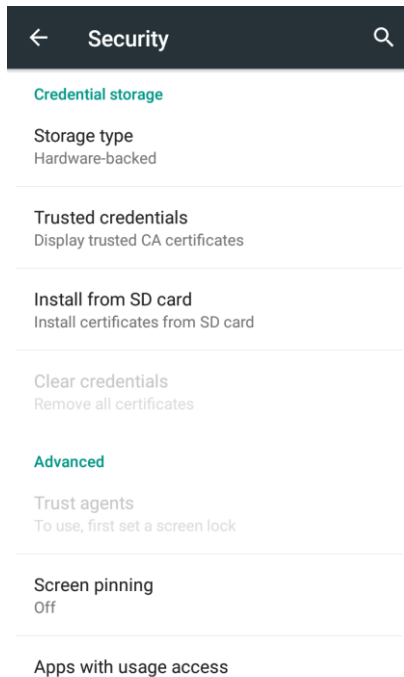 Security
Credential storage
Storage type
Hardware-backed
Trusted credentials
Display trusted CA certificates
Install from SD card
Install certificates from SD card
Clear credentials
Remove all certificates
Advanced
Trust agents
To use, first set a screen lock
Screen pinning
Off
Apps with usage access